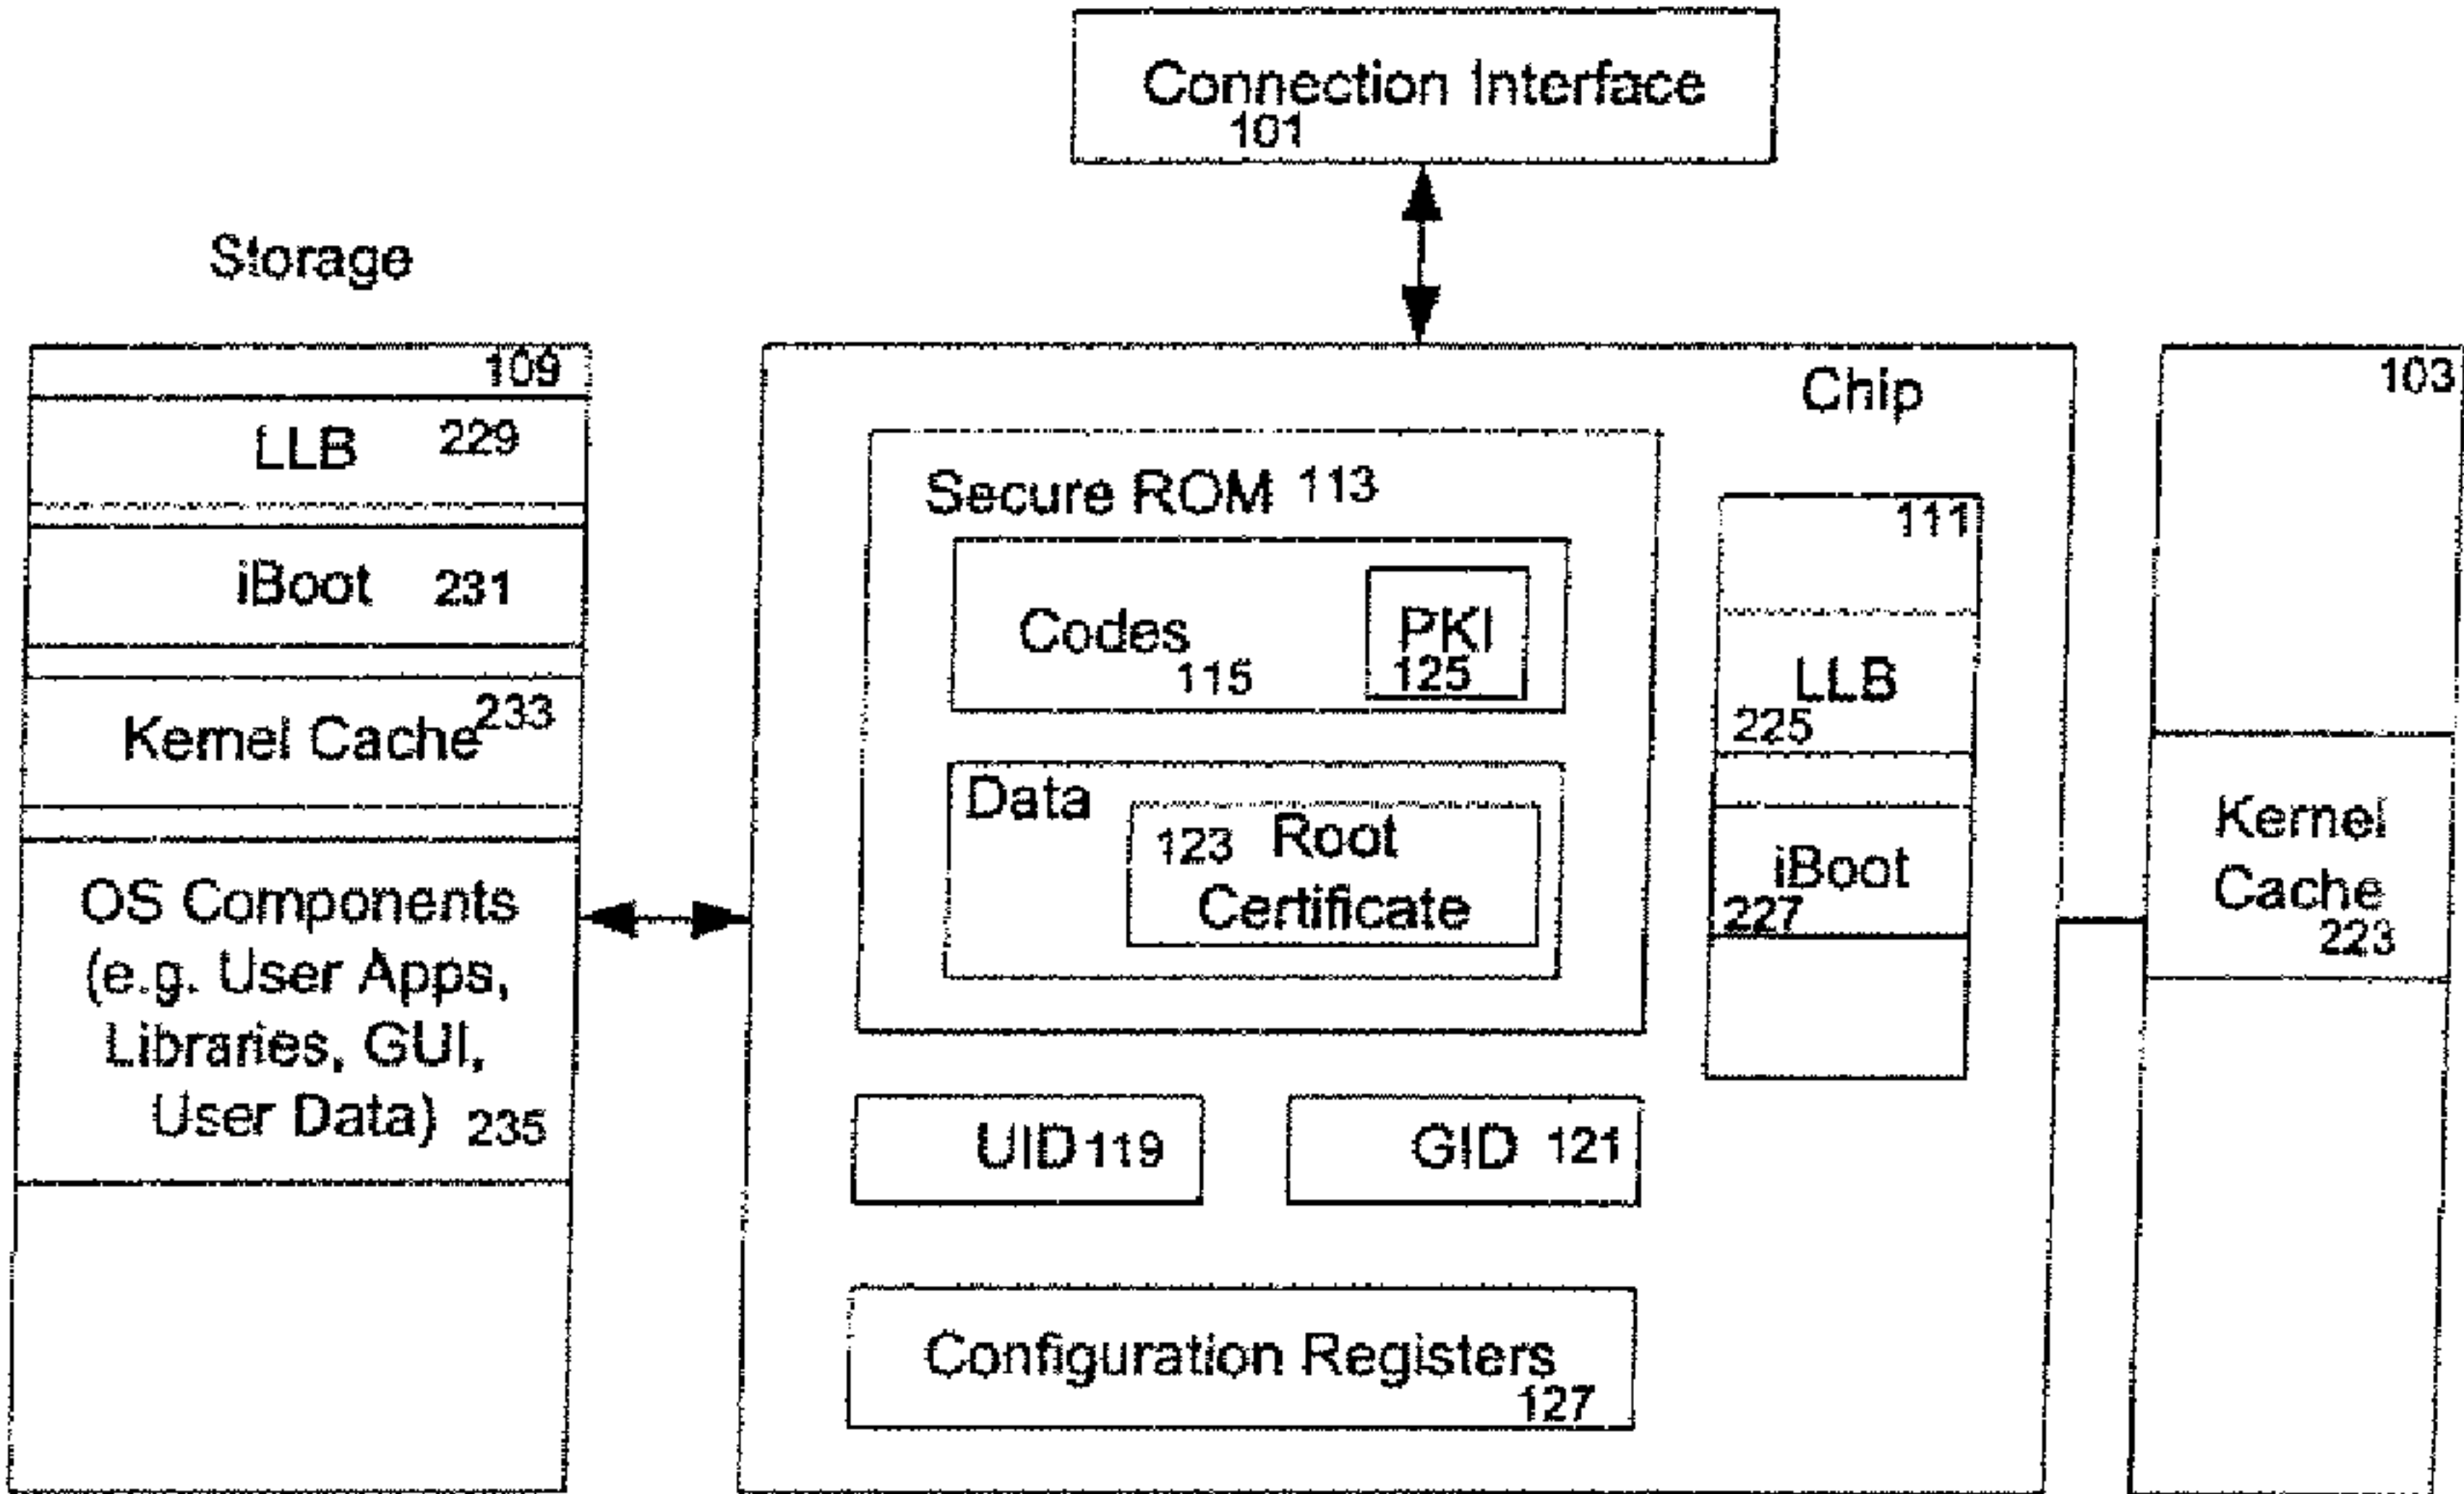 Connection Interface
101
Storage
109
LLB 229
iBoot 231
Kernel Cache 233
OS Components
(e.g. User Apps,
Libraries, GUI,
User Data) 235
Chip
Secure ROM 113
Codes
115
PKI
125
Data
123 Root
Certificate
UID 119
GID 121
Configuration Registers
127
111
LLB
225
iBoot
227
103
Kernel
Cache
223